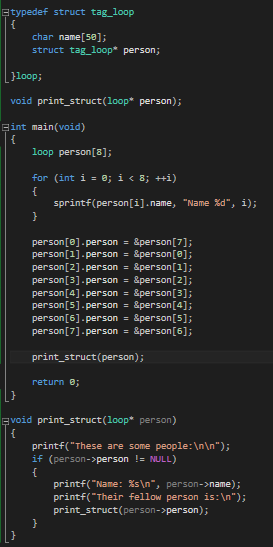 typedef struct tag_loop
{
char name[50];
struct tag_loop* person;
}loop;
void print_struct(loop* person);
int main(void)
{
loop person[8];
for (int i = 0; i < 8; ++i)
{
sprintf(person[i].name, "Name %d", i);
}
person[0].person = &person[7];
person[1].person = &person[0];
person[2].person = &person[1];
person[3].person = &person[2];
person[4].person = &person[3];
person[5].person = &person[4];
person[6].person = &person[5];
person[7].person = &person[6];
print_struct(person);
return 0;
}
void print_struct(loop* person)
{
printf("These are some people:\n\n");
if (person->person != NULL)
{
printf("Name: %s\n", person->name);
printf("Their fellow person is:\n");
print_struct(person->person);
}
}